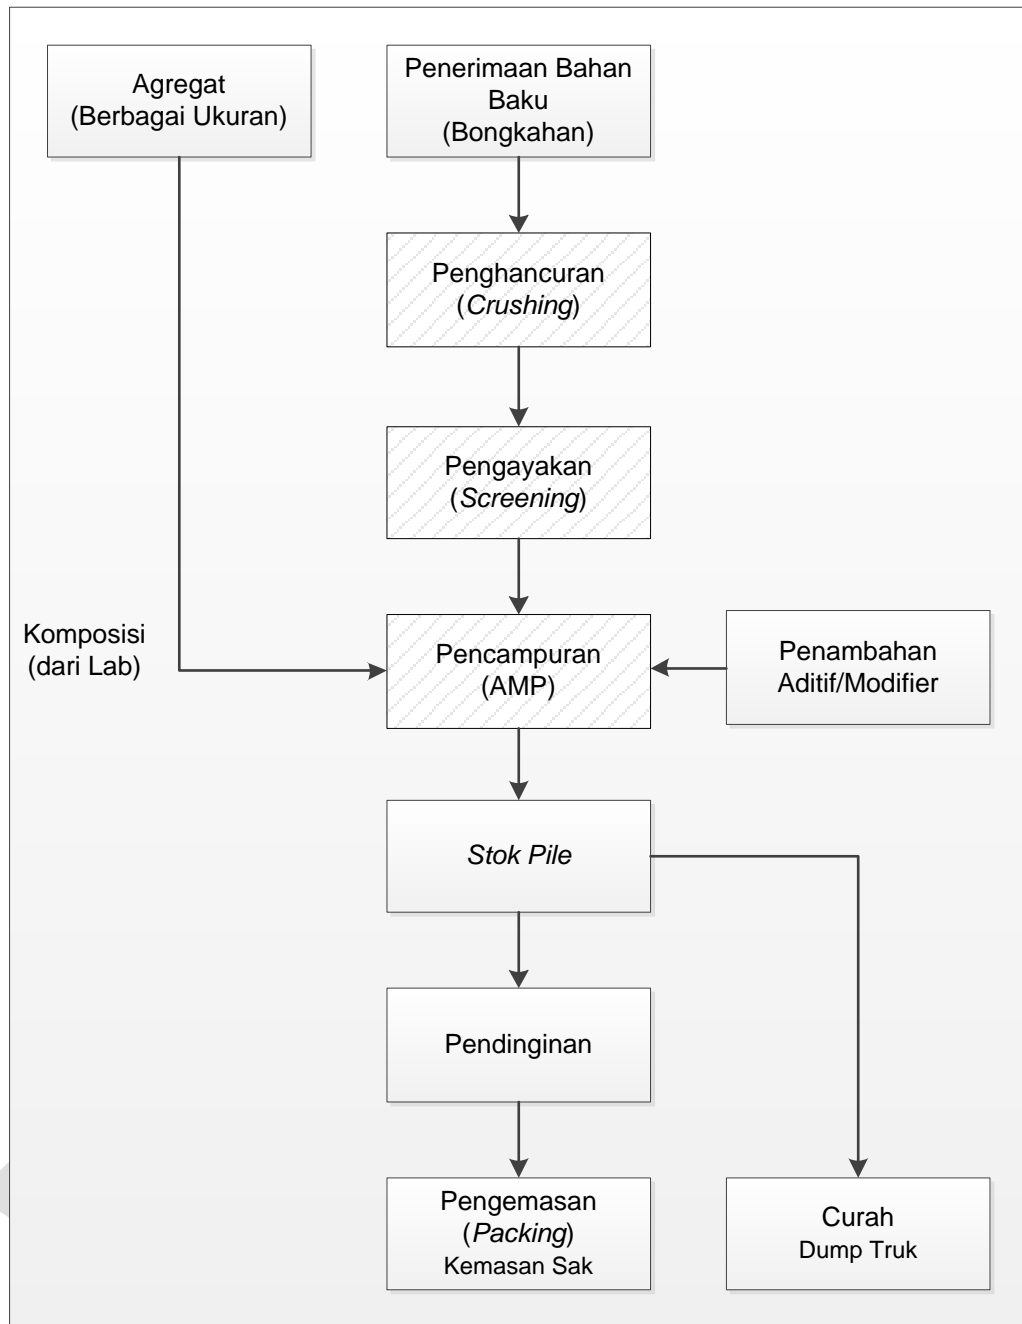 Agregat
(Berbagai Ukuran)
Penerimaan Bahan
Baku
(Bongkahan)
Penghancuran
(Crushing)
Pengayakan
(Screening)
Komposisi
(dari Lab)
Pencampuran
(AMP)
Penambahan
Aditif/Modifier
Stok Pile
Pendinginan
Pengemasan
(Packing)
Kemasan Sak
Curah
Dump Truk